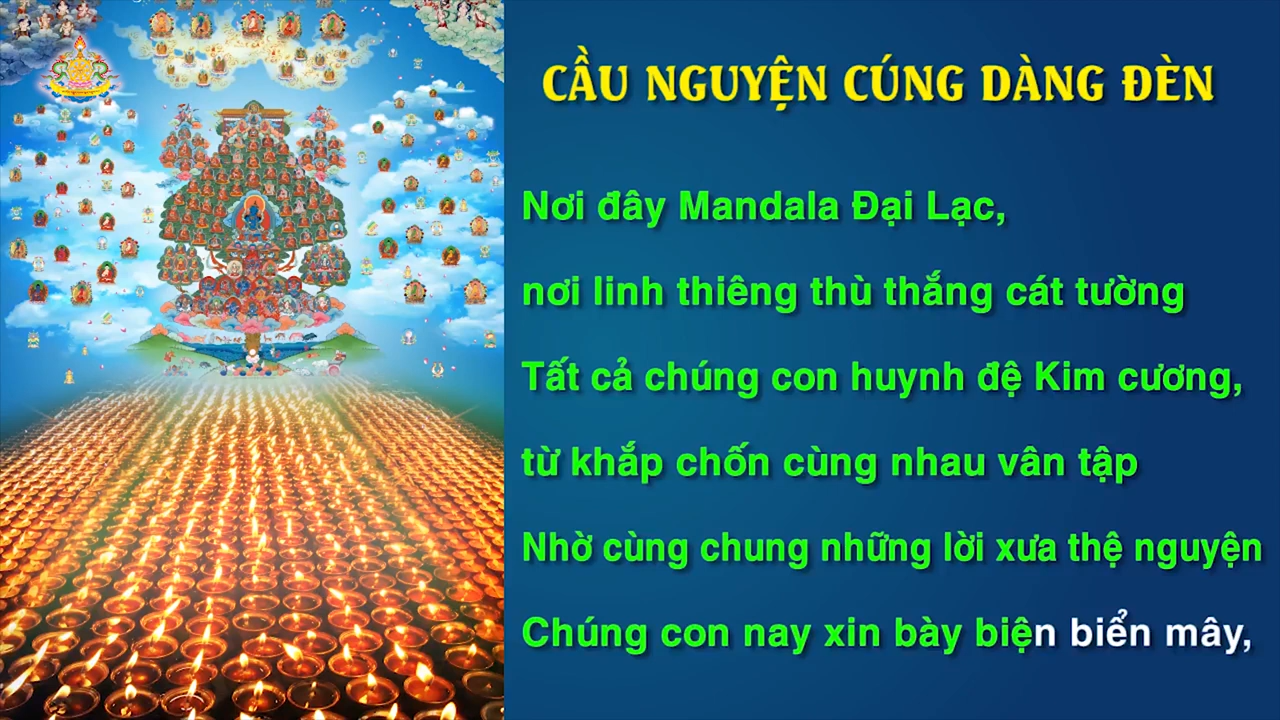 CẦU NGUYỆN CÚNG DÀNG ĐÈN
Nơi đây Mandala Đại Lạc,
nơi linh thiêng thù thắng cát tường
Tất cả chúng con huynh đệ Kim cương,
từ khắp chốn cùng nhau vân tập
Nhờ cùng chung những lời xưa thệ nguyện
Chúng con nay xin bày biện biển mây,